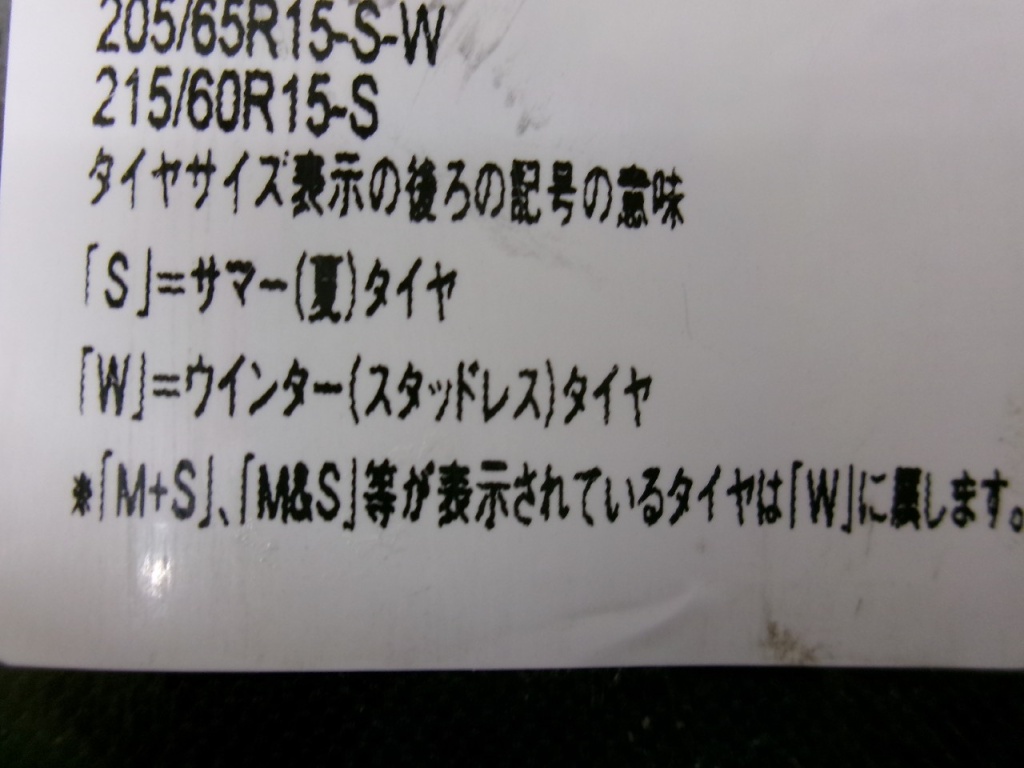 205/65R15-S-W
215/60R15-S
タイヤサイズ表示の後ろの記号の意味
「S」=サマー(夏)タイヤ
「W」=ウインター(スタッドレス)タイヤ
※「M+S」、「M&S」等が表示されているタイヤは「W」に属します。